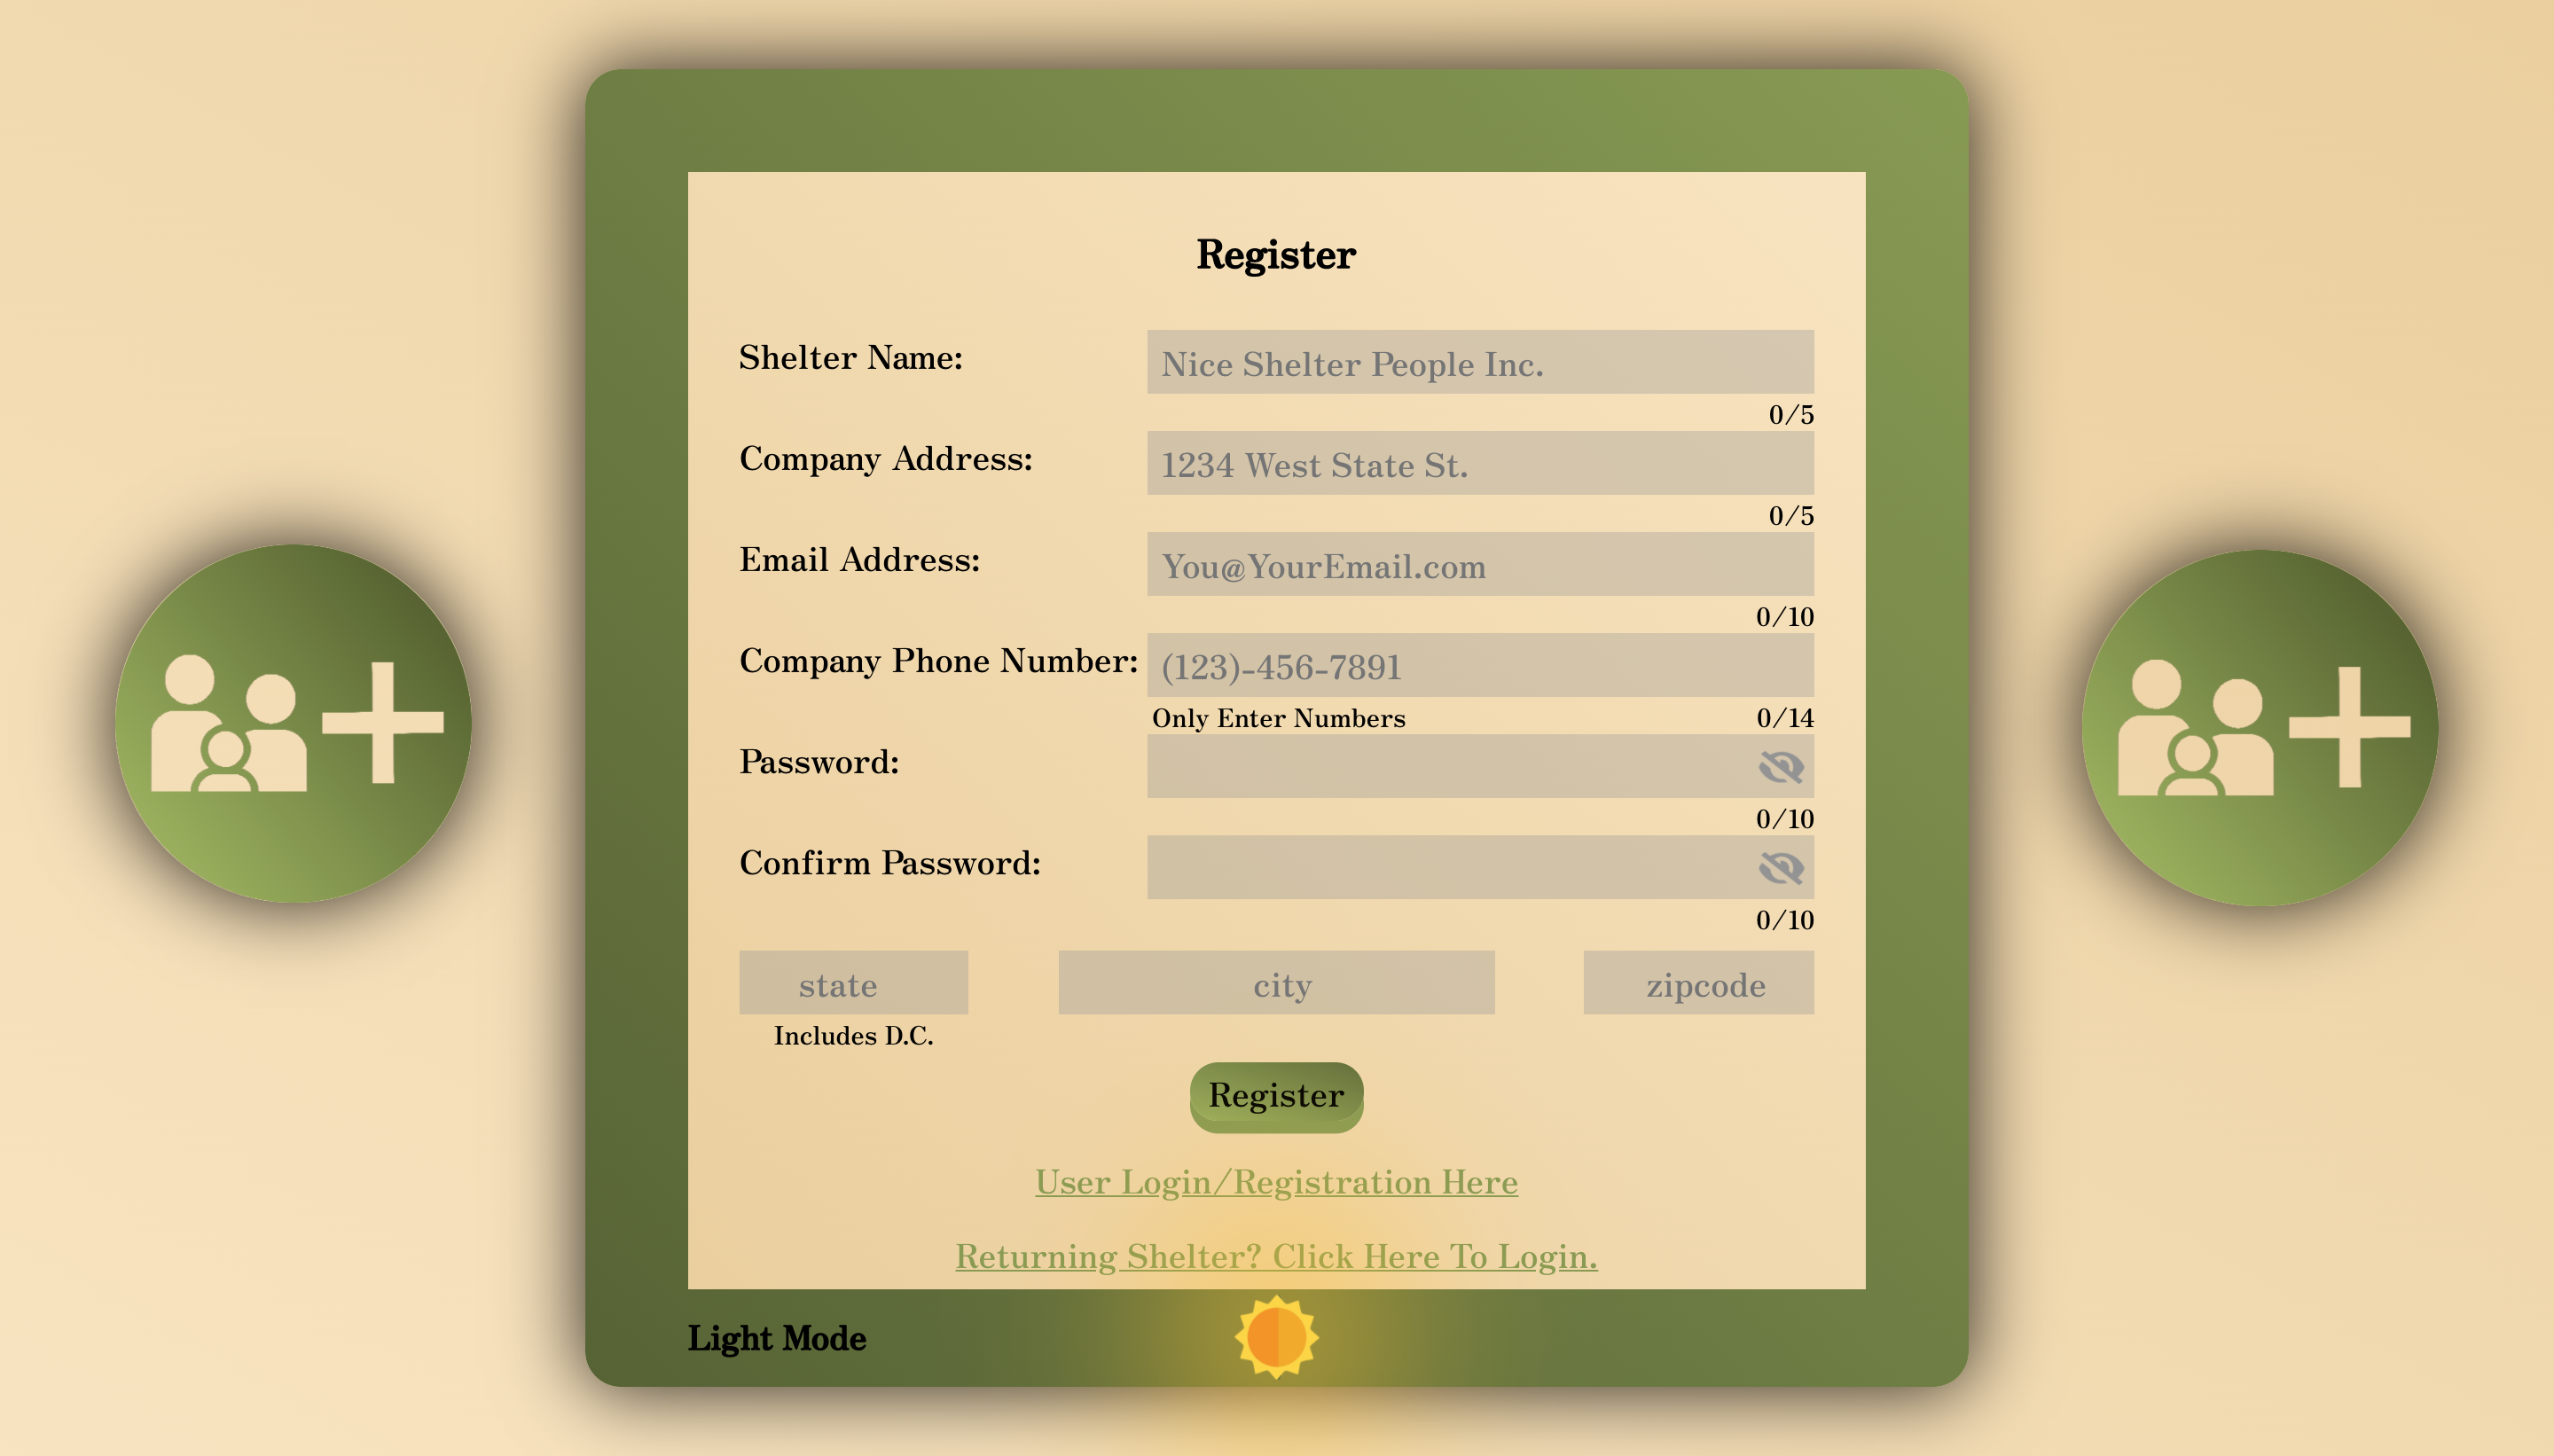 Register
Shelter Name: Nice Shelter People Inc.
0/5
Company Address: 1234 West State St.
0/5
Email Address: You@YourEmail.com
0/10
Company Phone Number: (123)-456-7891
Only Enter Numbers 0/14
Password:
0/10
Confirm Password:
0/10
state city zipcode
Includes D.C.
Register
User Login/Registration Here
Returning Shelter? Click Here To Login.
Light Mode